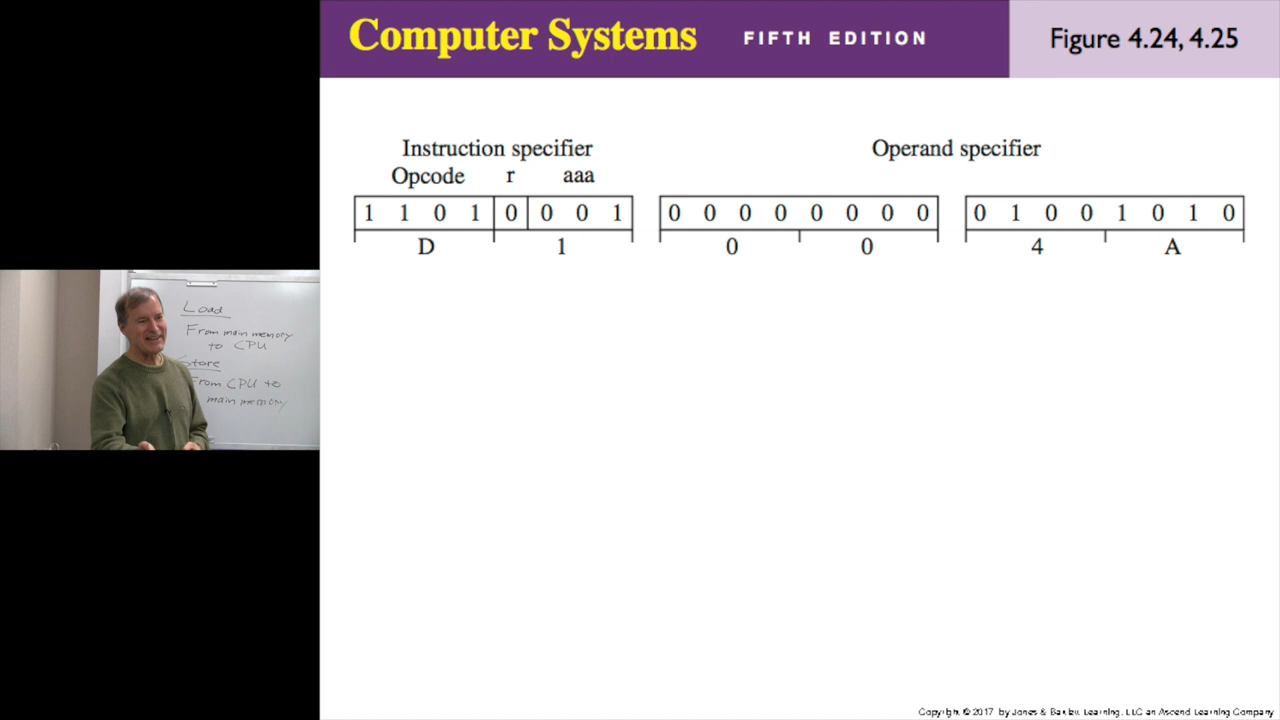 Computer Systems FIFTH EDITION Figure 4.24, 4.25
Instruction specifier Operand specifier
Opcode r aaa
1 1 0 1 0 0 0 1 0 0 0 0 0 0 0 0 0 1 0 0 1 0 1 0
D 1 0 0 4 A
Load
From main memory
to CPU
Store
From CPU to
main memory
Copyright © 2017 by Jones & Bartlett Learning, LLC an Ascend Learning Company